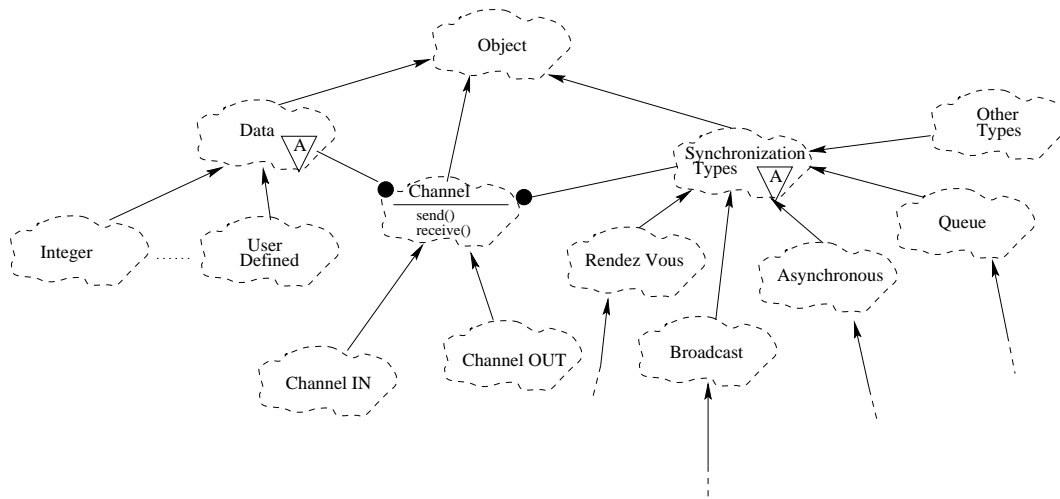 Object
Data
A
Channel
send()
receive()
Synchronization
Types
A
Other
Types
Integer
User
Defined
Rendez Vous
Asynchronous
Queue
Channel IN
Channel OUT
Broadcast